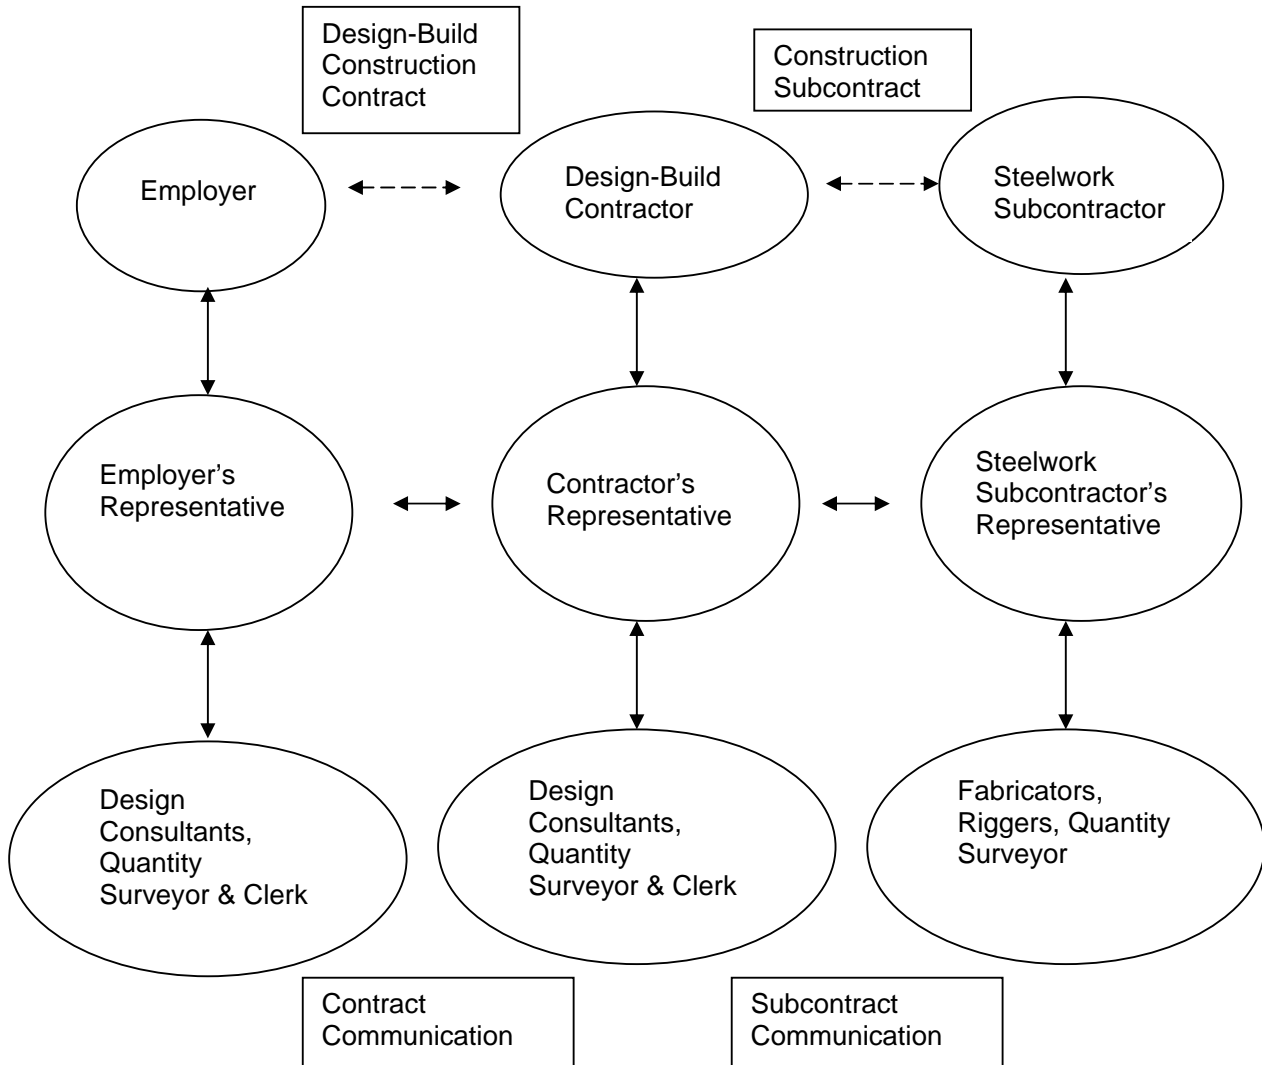 Design-Build
Construction
Contract
Construction
Subcontract
Employer
Design-Build
Contractor
Steelwork
Subcontractor
Employer’s
Representative
Contractor’s
Representative
Steelwork
Subcontractor’s
Representative
Design
Consultants,
Quantity
Surveyor & Clerk
Design
Consultants,
Quantity
Surveyor & Clerk
Fabricators,
Riggers, Quantity
Surveyor
Contract
Communication
Subcontract
Communication